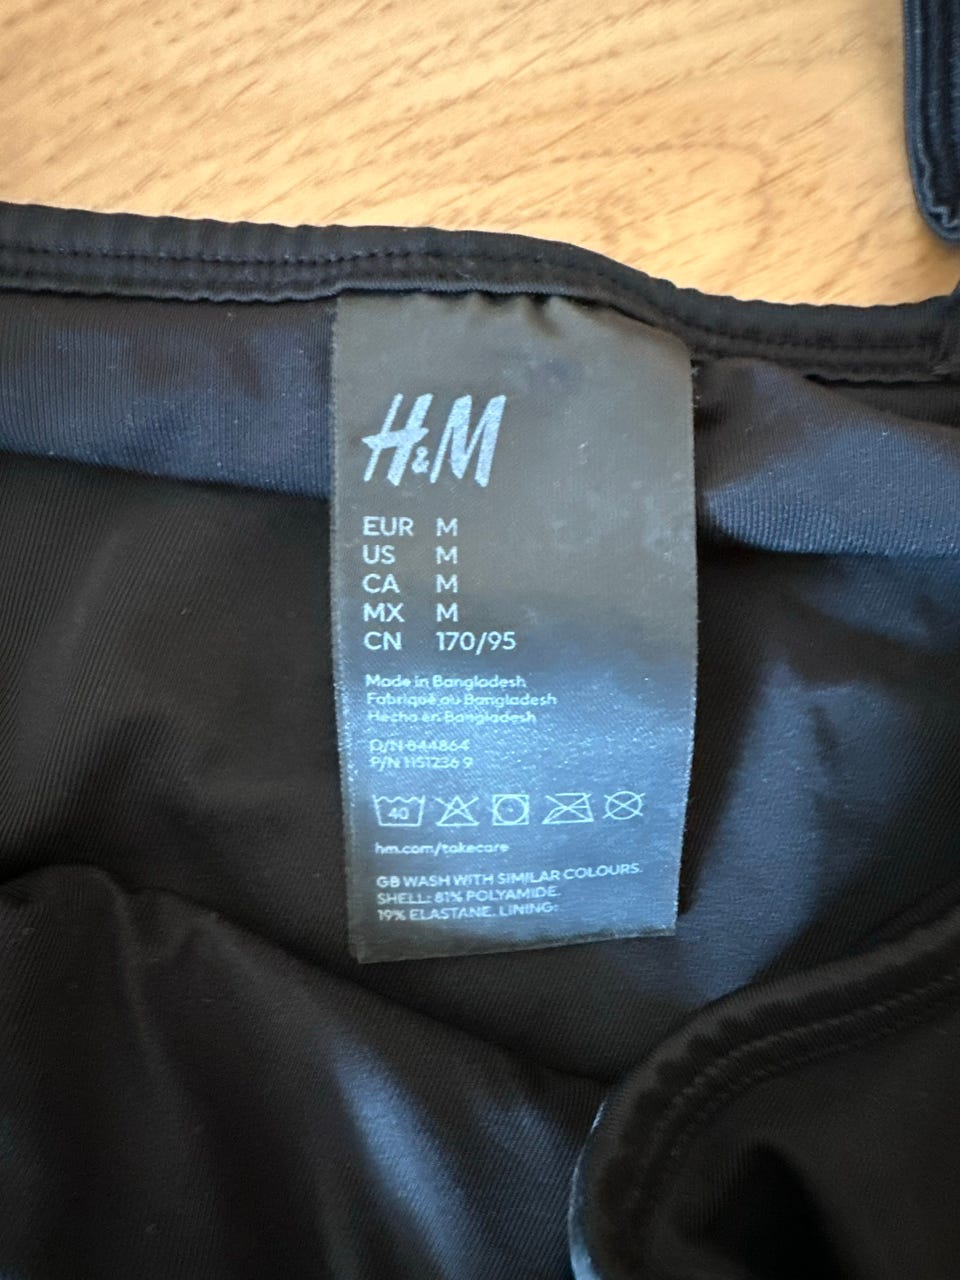 H&M
EUR M
US M
CA M
MX M
CN 170/95
Made in Bangladesh
Fabriqué au Bangladesh
Hecho en Bangladesh
O/N 844864
P/N 1151236 9
40
hm.com/takecare
GB WASH WITH SIMILAR COLOURS.
SHELL: 81% POLYAMIDE.
19% ELASTANE. LINING: